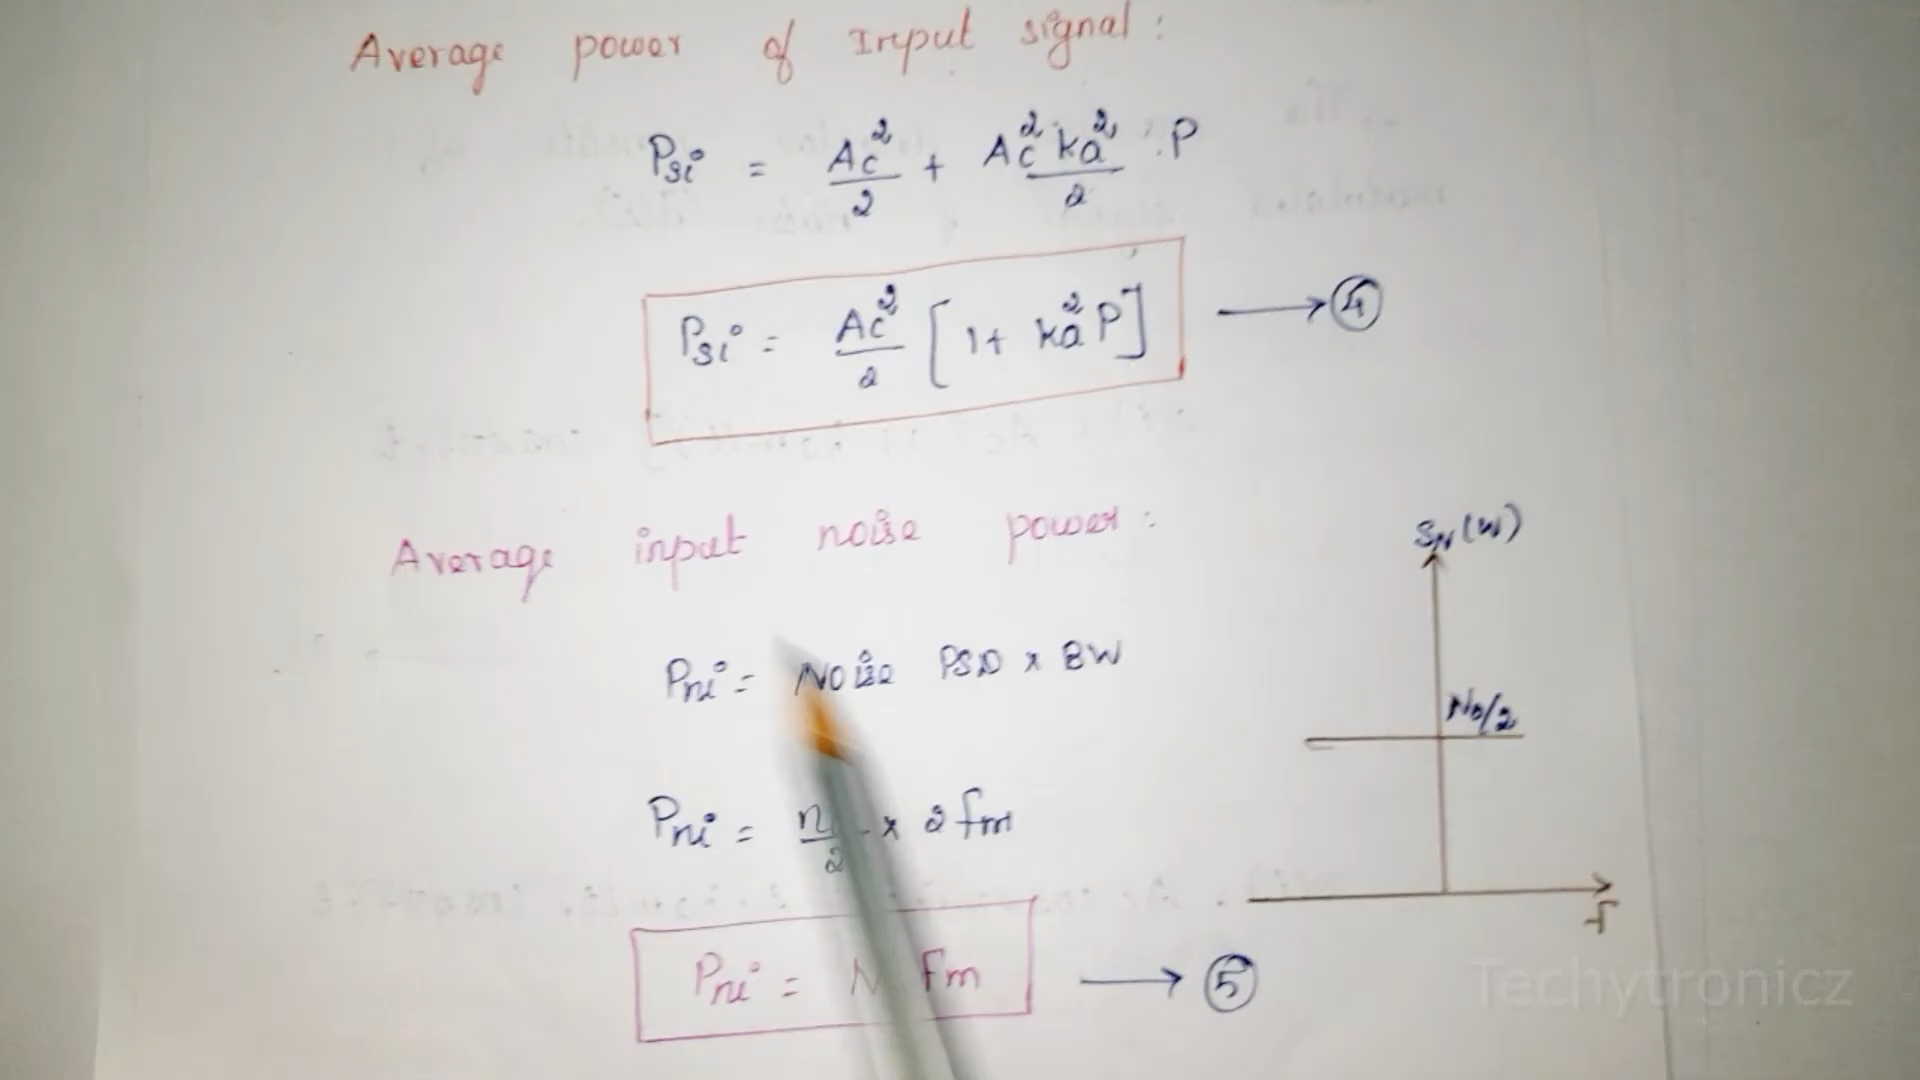 Average power of Input signal :
Psi = Ac²/2 + Ac² ka²/2 . P
Psi = Ac²/2 [1 + ka² P] → ④
Average input noise power :
SN(W)
Pni = Noise PSD x BW
No/2
Pni = x 2 fm
f
Pni = N Fm → ⑤
Techytronicz